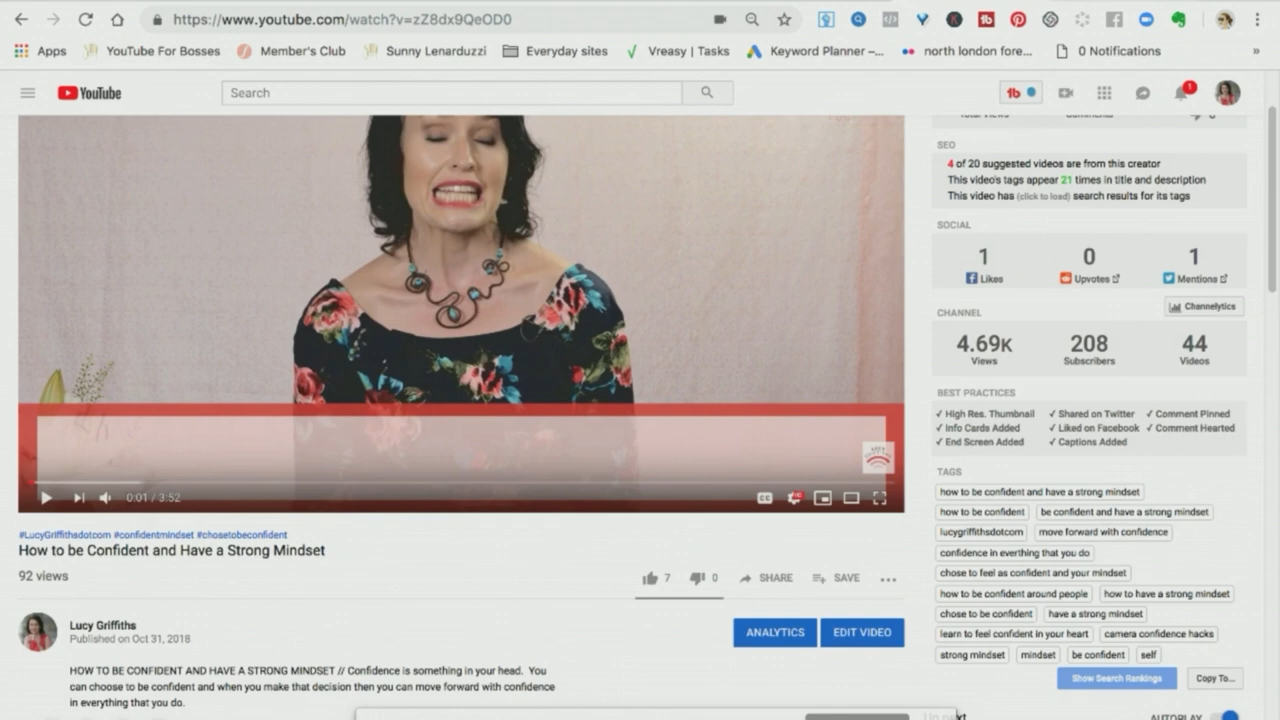 https://www.youtube.com/watch?v=zZ8dx9QeOD0
Apps YouTube For Bosses Member's Club Sunny Lenarduzzi Everyday sites Vreasy | Tasks Keyword Planner –... north london fore... 0 Notifications »
YouTube Search tb 1
SEO
4 of 20 suggested videos are from this creator
This video's tags appear 21 times in title and description
This video has (click to load) search results for its tags
SOCIAL
1 0 1
Likes Upvotes Mentions
CHANNEL Channelytics
4.69K 208 44
Views Subscribers Videos
BEST PRACTICES
✓ High Res. Thumbnail ✓ Shared on Twitter ✓ Comment Pinned
✓ Info Cards Added ✓ Liked on Facebook ✓ Comment Hearted
✓ End Screen Added ✓ Captions Added
TAGS
how to be confident and have a strong mindset
how to be confident be confident and have a strong mindset
lucygriffithsdotcom move forward with confidence
confidence in everthing that you do
chose to feel as confident and your mindset
how to be confident around people how to have a strong mindset
chose to be confident have a strong mindset
learn to feel confident in your heart camera confidence hacks
strong mindset mindset be confident self
Show Search Rankings Copy To...
AUTOPLAY
0:01 / 3:52 CC HD
#LucyGriffithsdotcom #confidentmindset #chosetobeconfident
How to be Confident and Have a Strong Mindset
92 views 7 0 SHARE SAVE ...
Lucy Griffiths
Published on Oct 31, 2018
ANALYTICS EDIT VIDEO
HOW TO BE CONFIDENT AND HAVE A STRONG MINDSET // Confidence is something in your head. You
can choose to be confident and when you make that decision then you can move forward with confidence
in everything that you do.